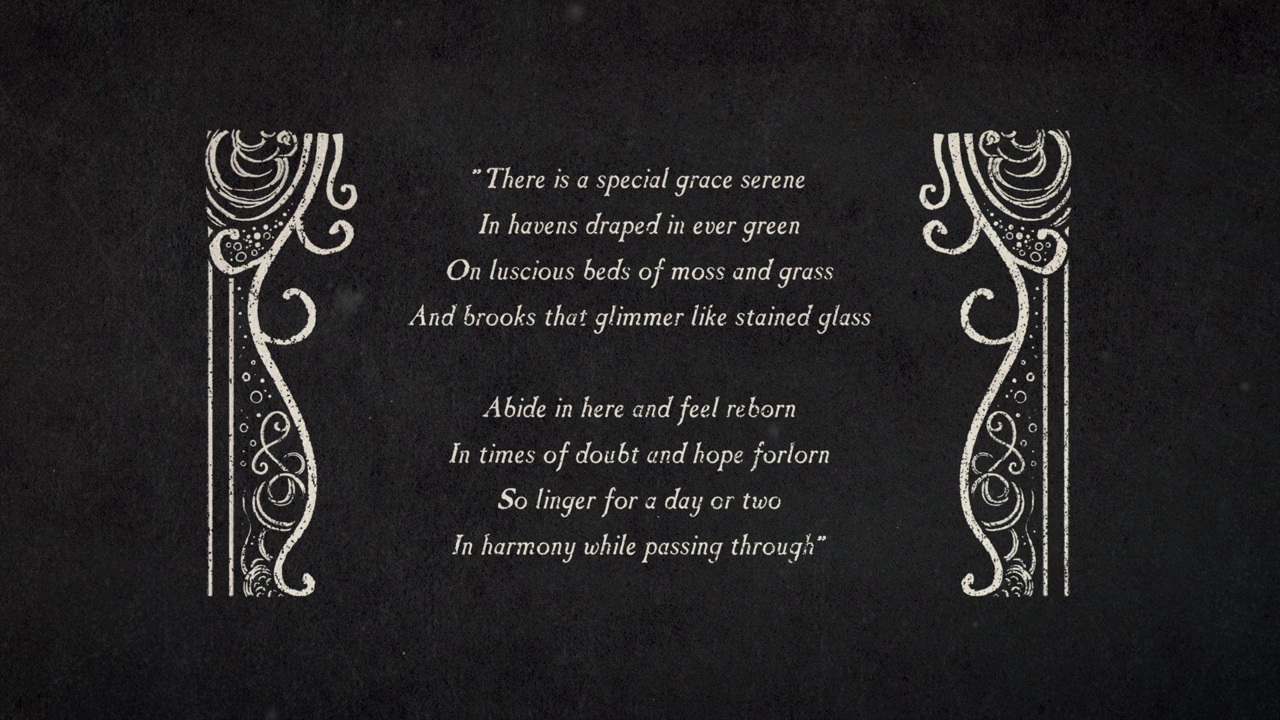 "There is a special grace serene
In havens draped in ever green
On luscious beds of moss and grass
And brooks that glimmer like stained glass
Abide in here and feel reborn
In times of doubt and hope forlorn
So linger for a day or two
In harmony while passing through"